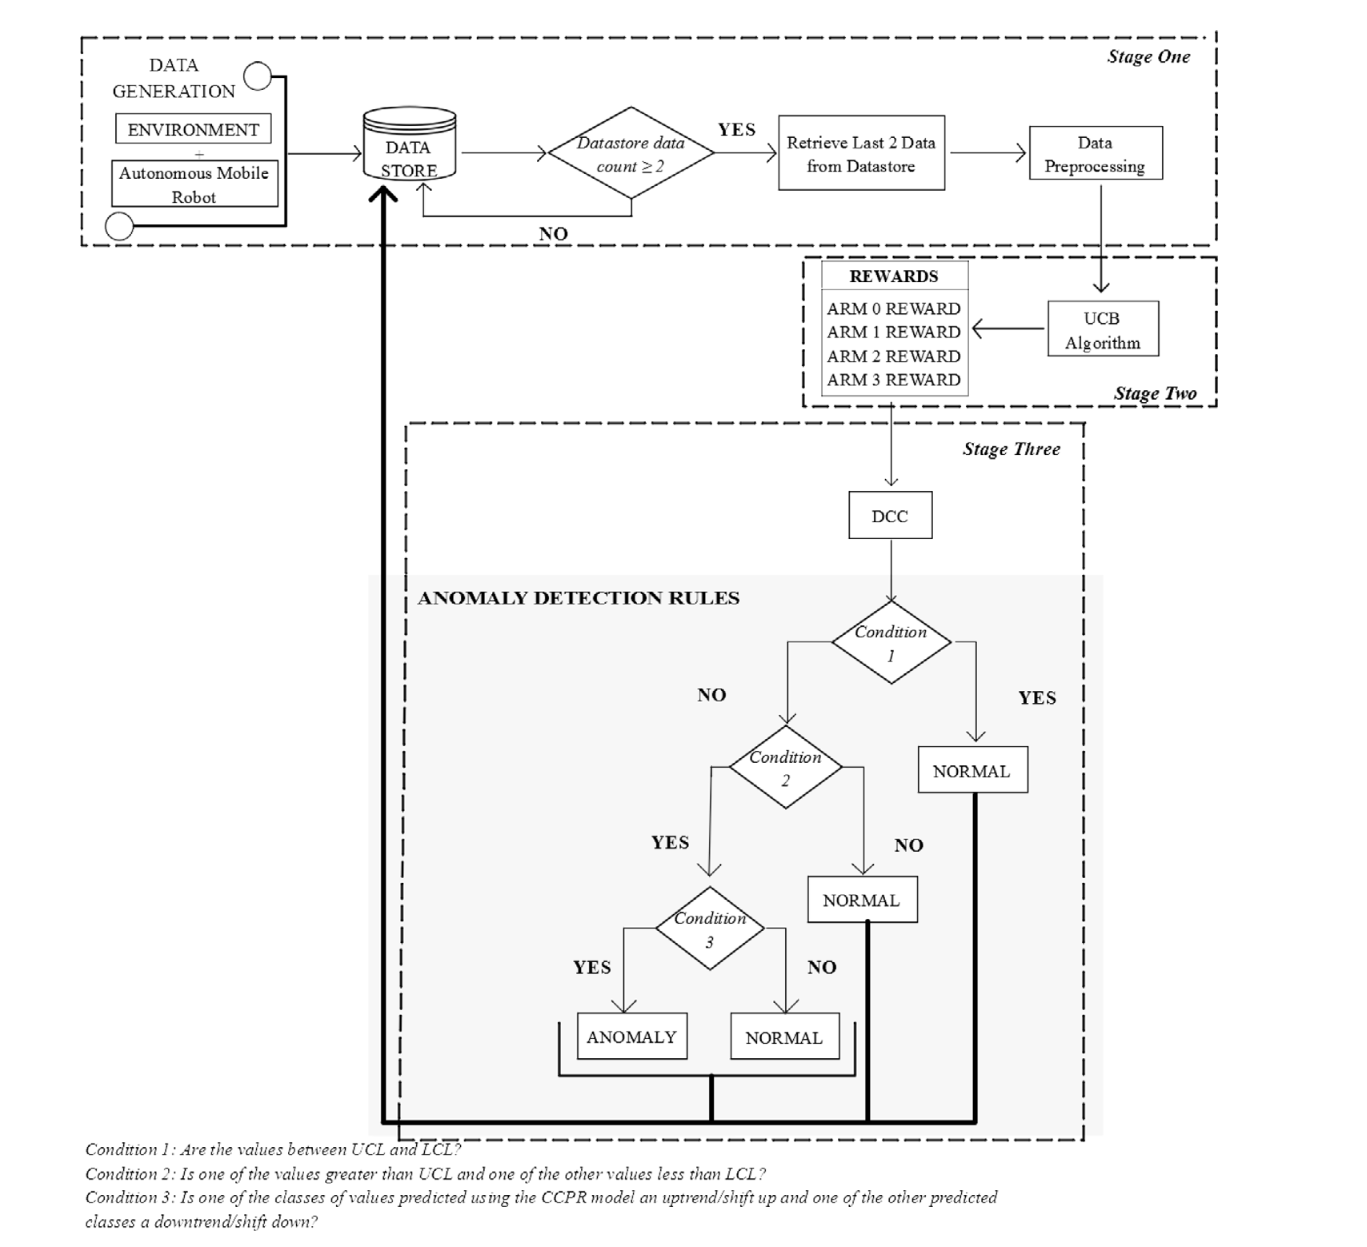 Stage One
DATA
GENERATION
ENVIRONMENT
+
Autonomous Mobile
Robot
DATA
STORE
Datastore data
count ≥ 2
YES
NO
Retrieve Last 2 Data
from Datastore
Data
Preprocessing
REWARDS
ARM 0 REWARD
ARM 1 REWARD
ARM 2 REWARD
ARM 3 REWARD
UCB
Algorithm
Stage Two
Stage Three
DCC
ANOMALY DETECTION RULES
Condition
1
NO
YES
Condition
2
NORMAL
YES
NO
NORMAL
Condition
3
YES
NO
ANOMALY
NORMAL
Condition 1: Are the values between UCL and LCL?
Condition 2: Is one of the values greater than UCL and one of the other values less than LCL?
Condition 3: Is one of the classes of values predicted using the CCPR model an uptrend/shift up and one of the other predicted
classes a downtrend/shift down?